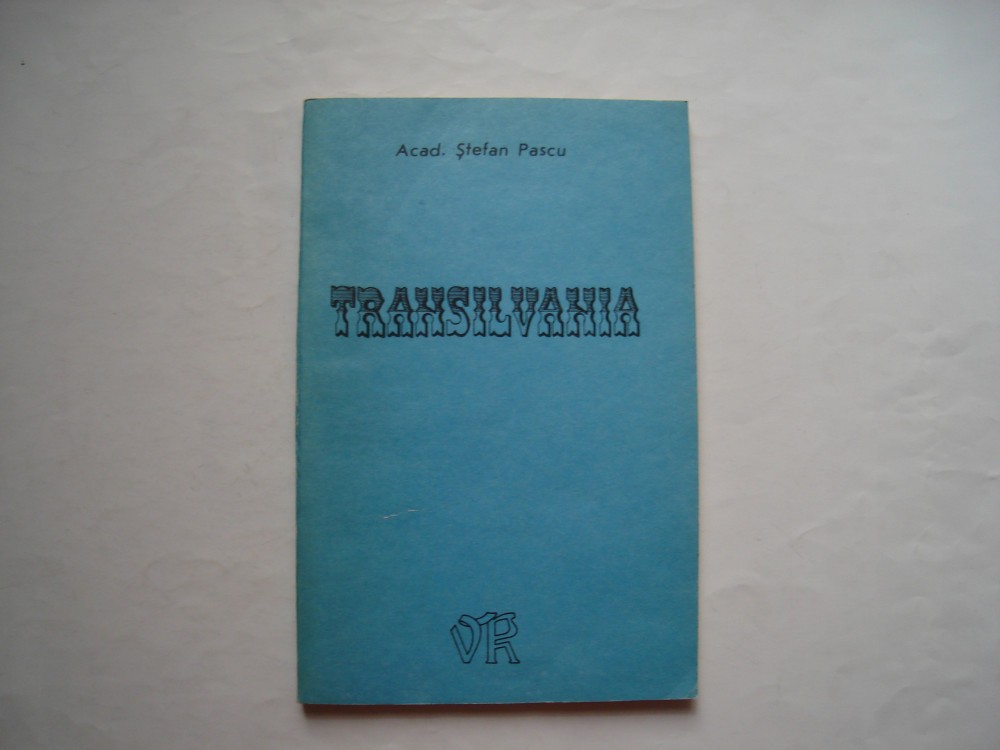 Acad. Ştefan Pascu
TRANSILVANIA
VR